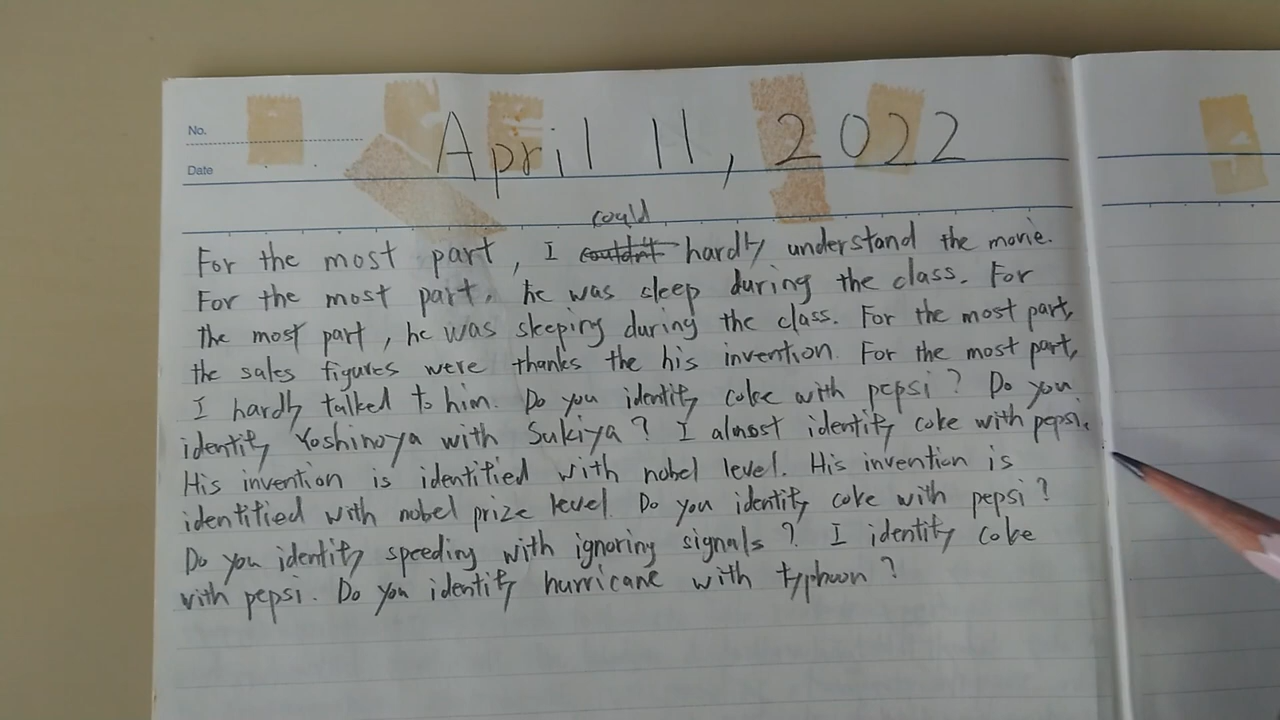 No.
April 11, 2022
Date
could
For the most part, I couldn't hardly understand the movie.
For the most part, he was sleep during the class. For
the most part, he was sleeping during the class. For the most part,
the sales figures were thanks the his invention. For the most part,
I hardly talked to him. Do you identify coke with pepsi? Do you
identify Yoshinoya with Sukiya? I almost identify coke with pepsi.
His invention is identified with nobel level. His invention is
identified with nobel prize level. Do you identify coke with pepsi?
Do you identify speeding with ignoring signals? I identify coke
with pepsi. Do you identify hurricane with typhoon?